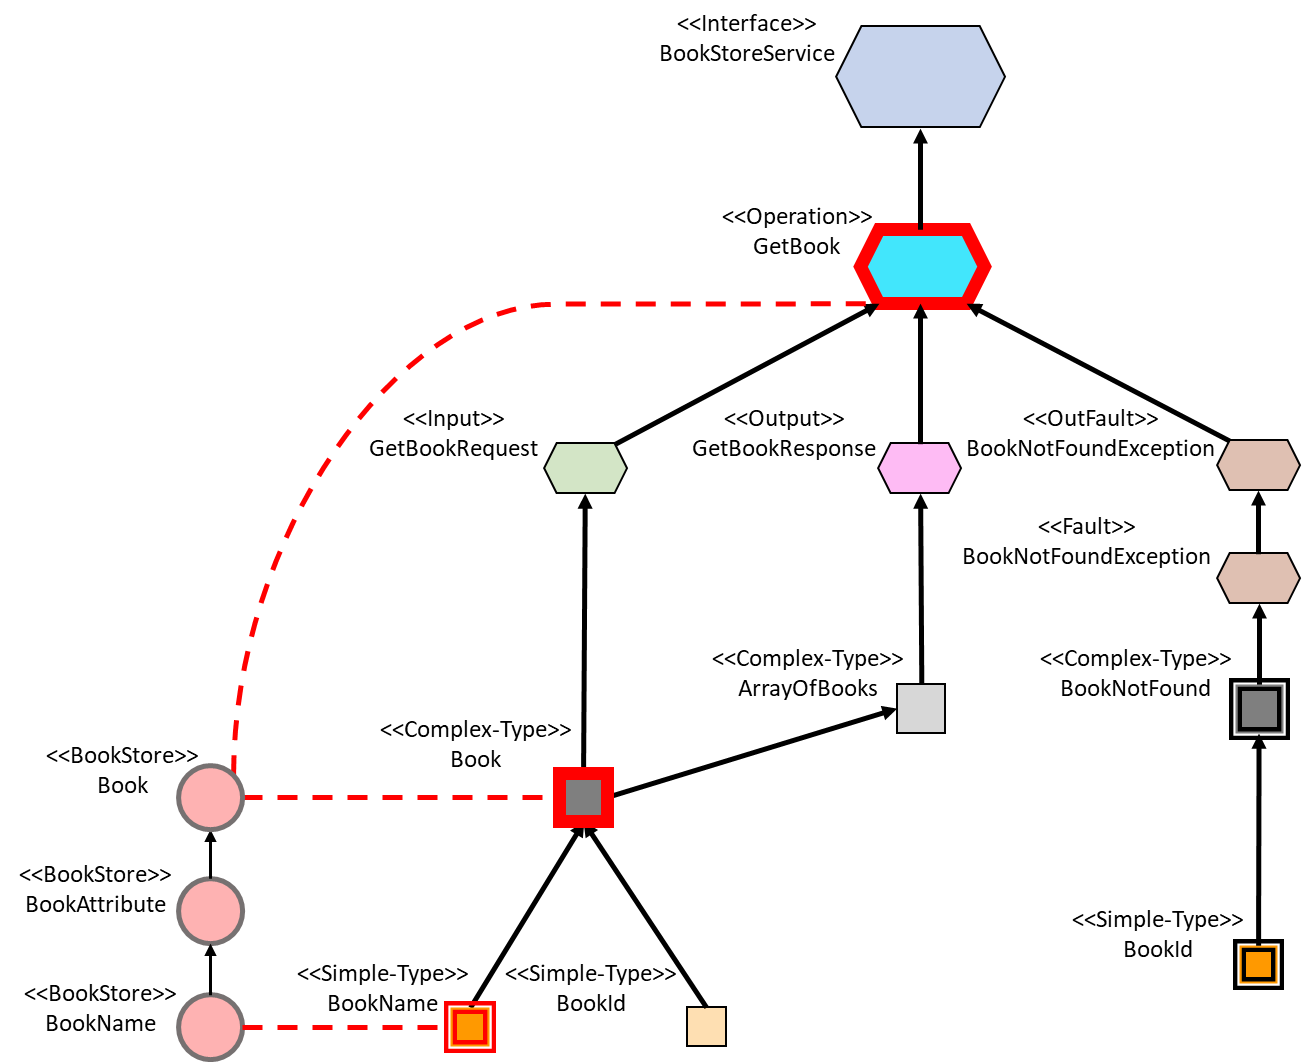 <<Interface>>
BookStoreService
<<Operation>>
GetBook
<<Input>>
GetBookRequest
<<Output>>
GetBookResponse
<<OutFault>>
BookNotFoundException
<<Fault>>
BookNotFoundException
<<Complex-Type>>
ArrayOfBooks
<<Complex-Type>>
BookNotFound
<<Complex-Type>>
Book
<<BookStore>>
Book
<<BookStore>>
BookAttribute
<<Simple-Type>>
BookId
<<BookStore>>
BookName
<<Simple-Type>>
BookName
<<Simple-Type>>
BookId